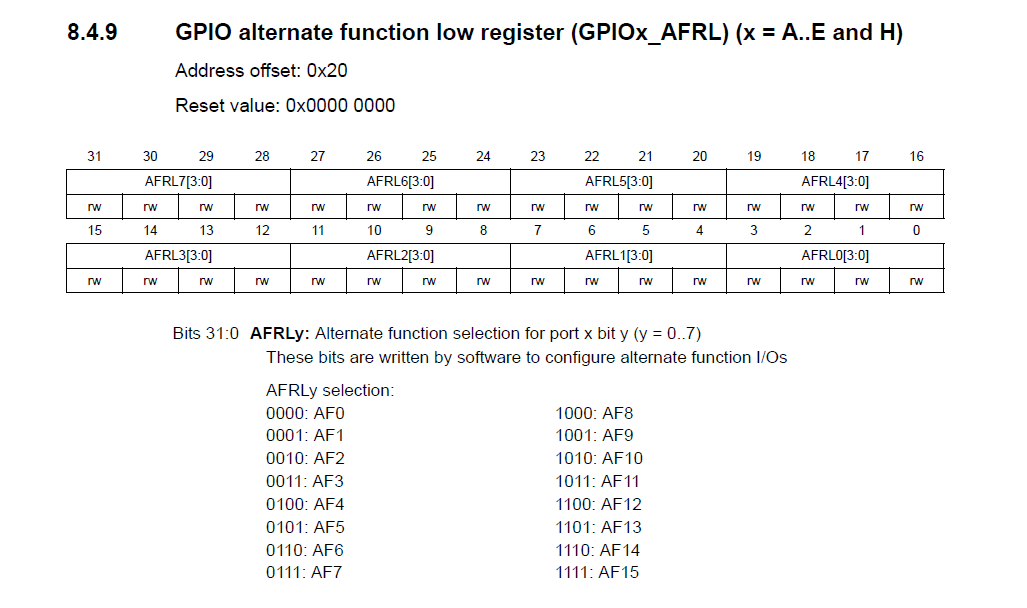 8.4.9 GPIO alternate function low register (GPIOx_AFRL) (x = A..E and H)
Address offset: 0x20
Reset value: 0x0000 0000
31 30 29 28 27 26 25 24 23 22 21 20 19 18 17 16
AFRL7[3:0] AFRL6[3:0] AFRL5[3:0] AFRL4[3:0]
rw rw rw rw rw rw rw rw rw rw rw rw rw rw rw rw
15 14 13 12 11 10 9 8 7 6 5 4 3 2 1 0
AFRL3[3:0] AFRL2[3:0] AFRL1[3:0] AFRL0[3:0]
rw rw rw rw rw rw rw rw rw rw rw rw rw rw rw rw
Bits 31:0 AFRLy: Alternate function selection for port x bit y (y = 0..7)
These bits are written by software to configure alternate function I/Os
AFRLy selection:
0000: AF0 1000: AF8
0001: AF1 1001: AF9
0010: AF2 1010: AF10
0011: AF3 1011: AF11
0100: AF4 1100: AF12
0101: AF5 1101: AF13
0110: AF6 1110: AF14
0111: AF7 1111: AF15